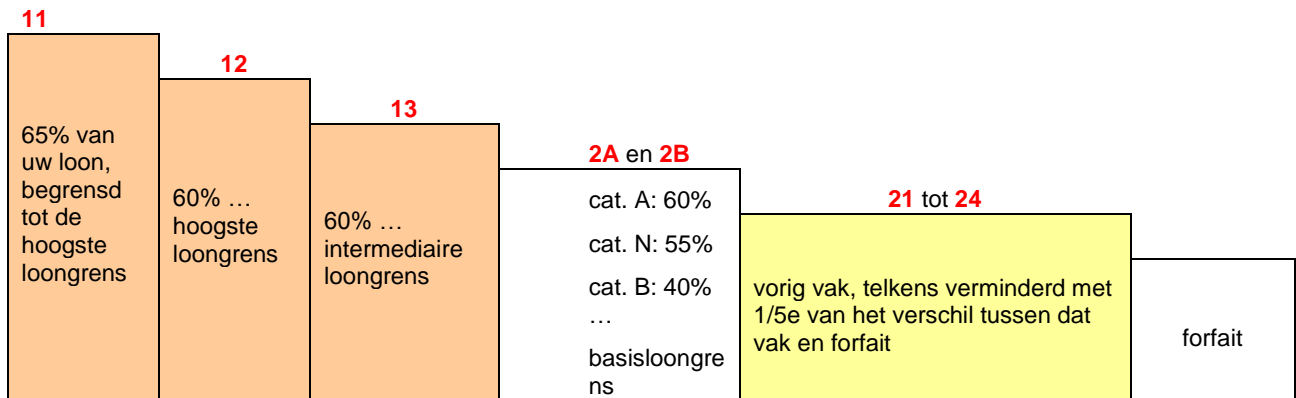 11
65% van
uw loon,
begrensd
tot de
hoogste
loongrens
12
60% …
hoogste
loongrens
13
60% …
intermediaire
loongrens
2A en 2B
cat. A: 60%
cat. N: 55%
cat. B: 40%
…
basisloongre
ns
21 tot 24
vorig vak, telkens verminderd met
1/5e van het verschil tussen dat
vak en forfait
forfait